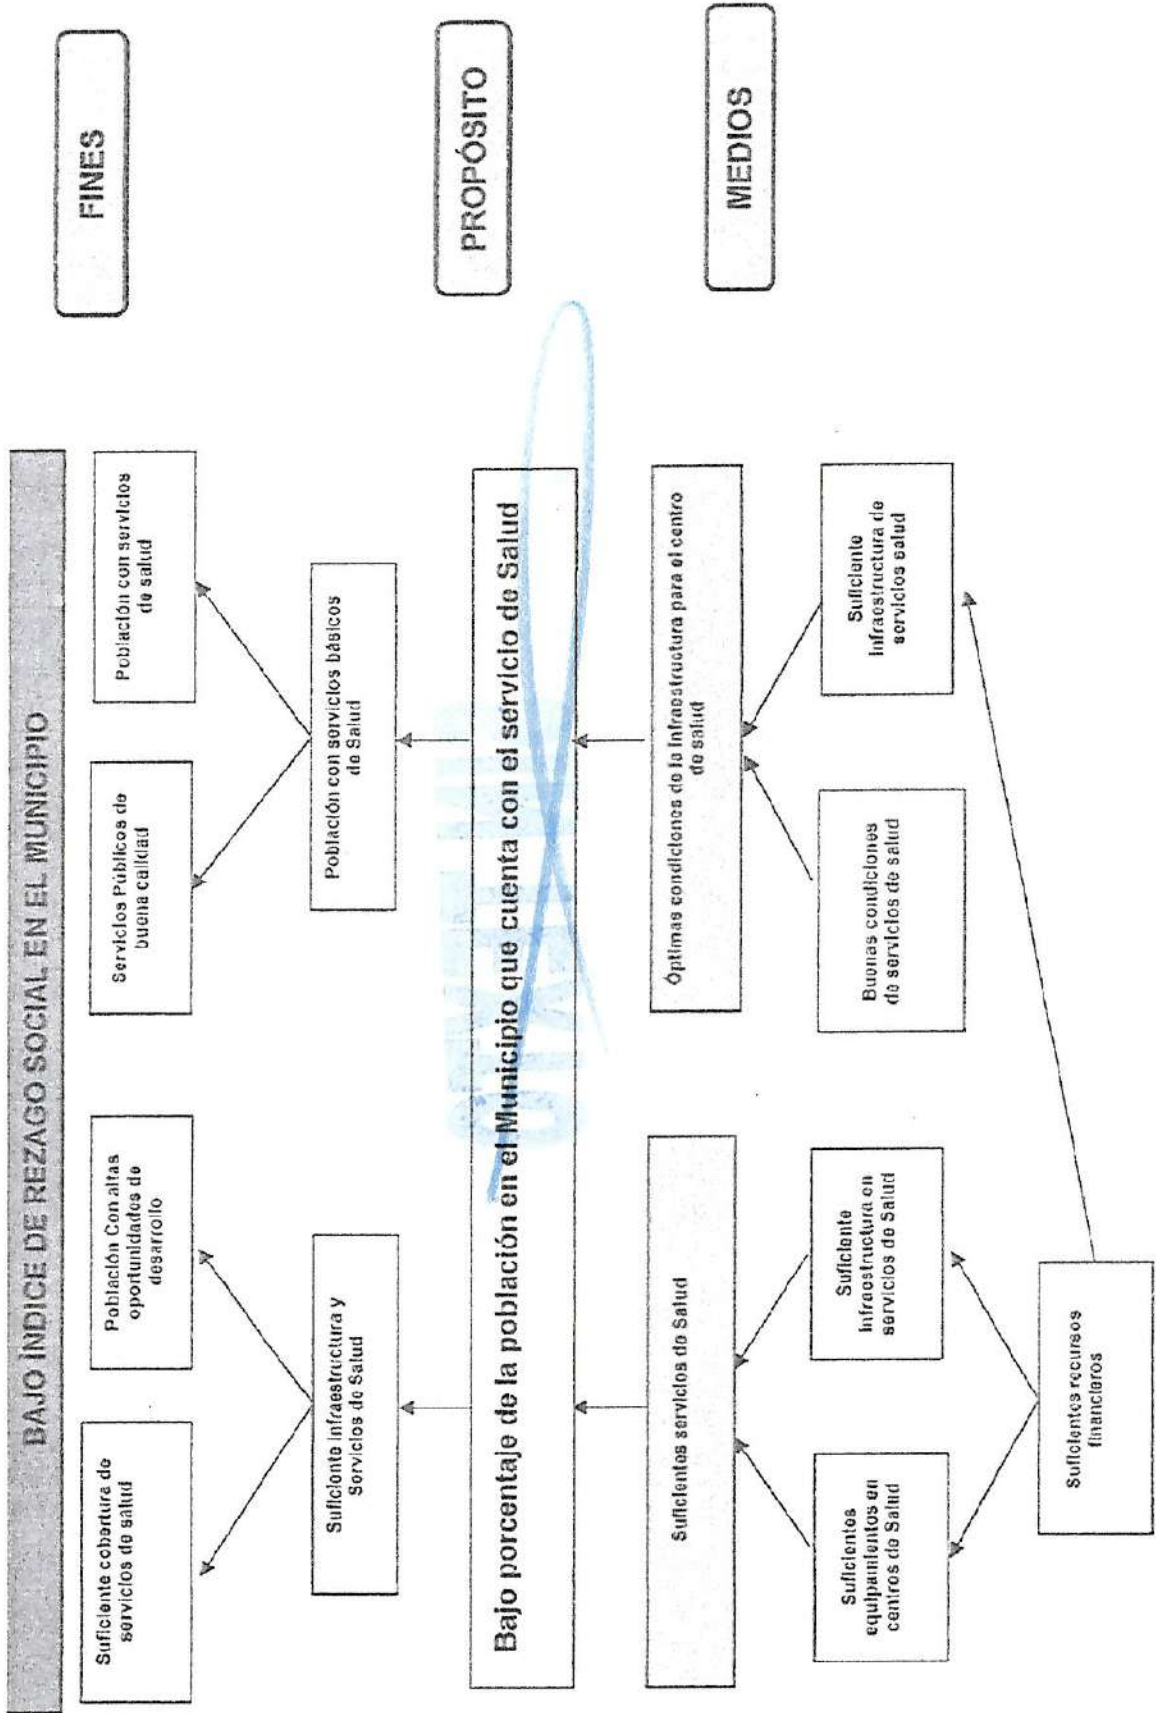 BAJO ÍNDICE DE REZAGO SOCIAL EN EL MUNICIPIO
FINES
Suficiente cobertura de
servicios de salud
Población Con altas
oportunidades de
desarrollo
Servicios Públicos de
buena calidad
Población con servicios
de salud
Suficiente Infraestructura y
Servicios de Salud
Población con servicios básicos
de Salud
PROPÓSITO
Bajo porcentaje de la población en el Municipio que cuenta con el servicio de Salud
MEDIOS
Suficientes servicios de Salud
Óptimas condiciones de la Infraestructura para el centro
de salud
Suficientes
equipamientos en
centros de Salud
Suficiente
Infraestructura en
servicios de Salud
Buenas condiciones
de servicios de salud
Suficiente
Infraestructura de
servicios salud
Suficientes recursos
financieros